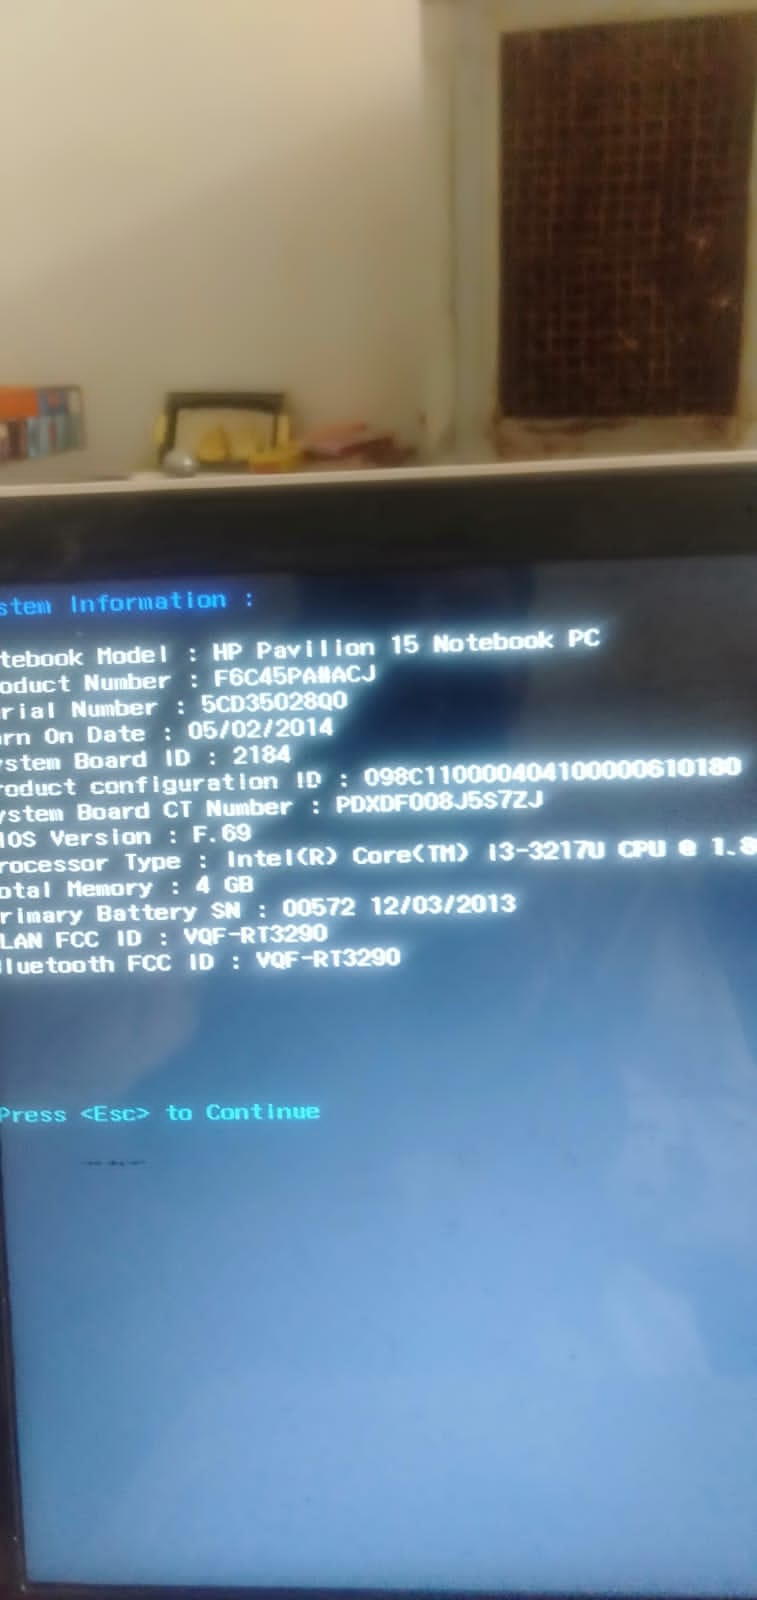 stem Information :
tebook Model : HP Pavilion 15 Notebook PC
oduct Number : F6C45PA#ACJ
rial Number : 5CD35028Q0
rn On Date : 05/02/2014
stem Board ID : 2184
roduct configuration ID : 098C110000404100000610180
ystem Board CT Number : PDXDF008J5S7ZJ
IOS Version : F.69
rocessor Type : Intel(R) Core(TM) i3-3217U CPU @ 1.8
otal Memory : 4 GB
rimary Battery SN : 00572 12/03/2013
LAN FCC ID : VQF-RT3290
luetooth FCC ID : VQF-RT3290
Press <Esc> to Continue